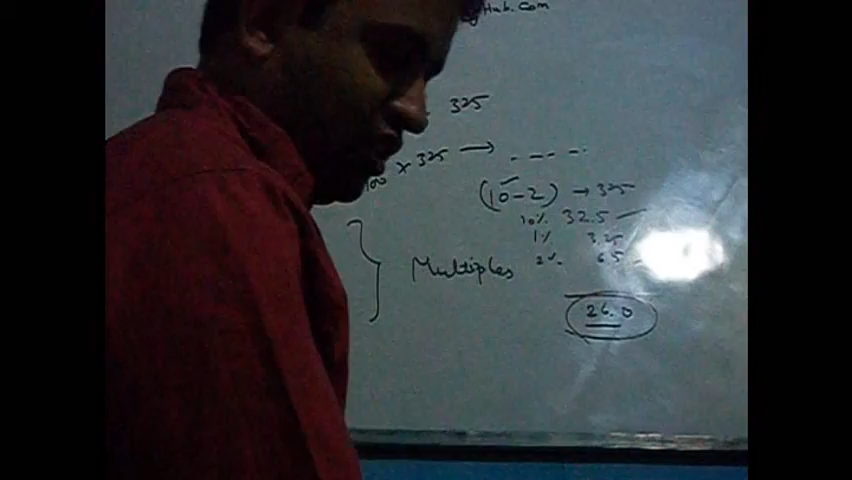 Hub.com
325
100 × 325 →
(10-2) → 325
10% 32.5
1% 3.25
Multiples 2% 6.5
26.0